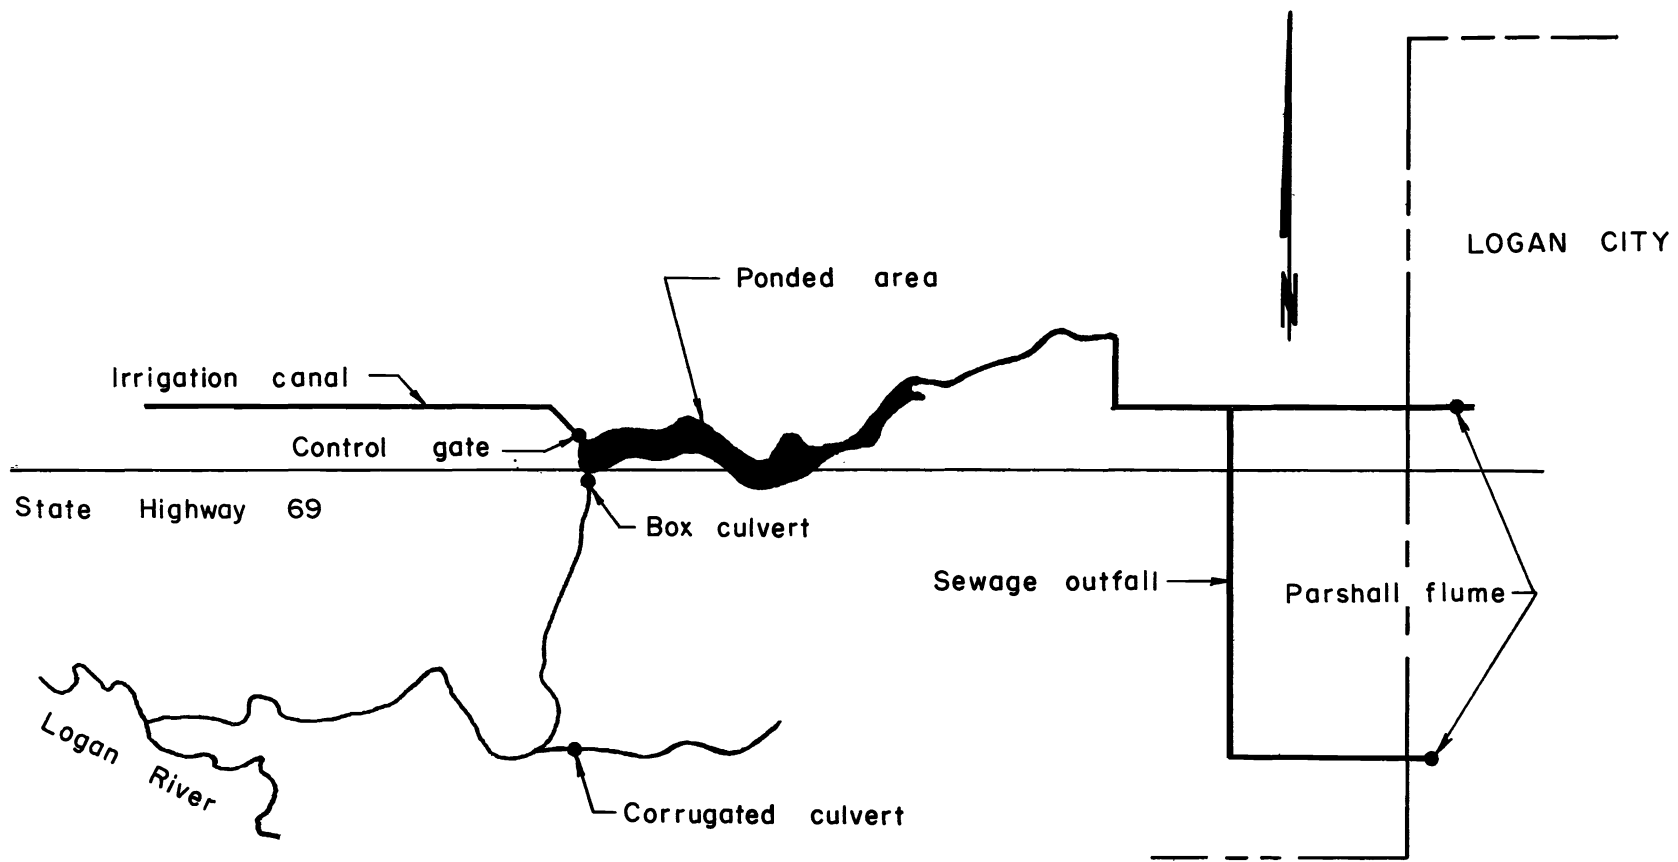 LOGAN CITY
Ponded area
N
Irrigation canal
Control gate
State Highway 69
Box culvert
Sewage outfall
Parshall flume
Logan River
Corrugated culvert